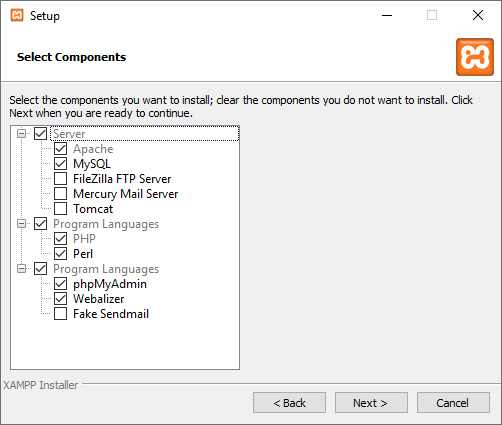 Setup
Select Components
Select the components you want to install; clear the components you do not want to install. Click
Next when you are ready to continue.
Server
Apache
MySQL
FileZilla FTP Server
Mercury Mail Server
Tomcat
Program Languages
PHP
Perl
Program Languages
phpMyAdmin
Webalizer
Fake Sendmail
XAMPP Installer
< Back
Next >
Cancel